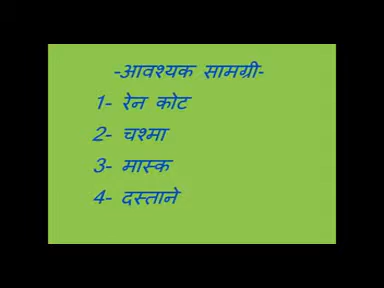 -आवश्यक सामग्री-
1- रेन कोट
2- चश्मा
3- मास्क
4- दस्ताने